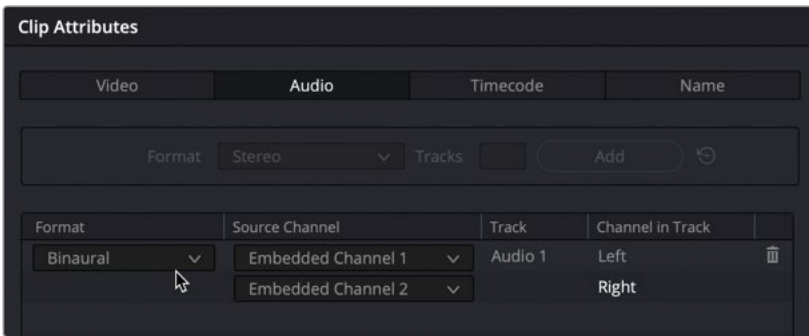 Clip Attributes
Video Audio Timecode Name
Format Stereo Tracks Add
Format Source Channel Track Channel in Track
Binaural Embedded Channel 1 Audio 1 Left
Embedded Channel 2 Right